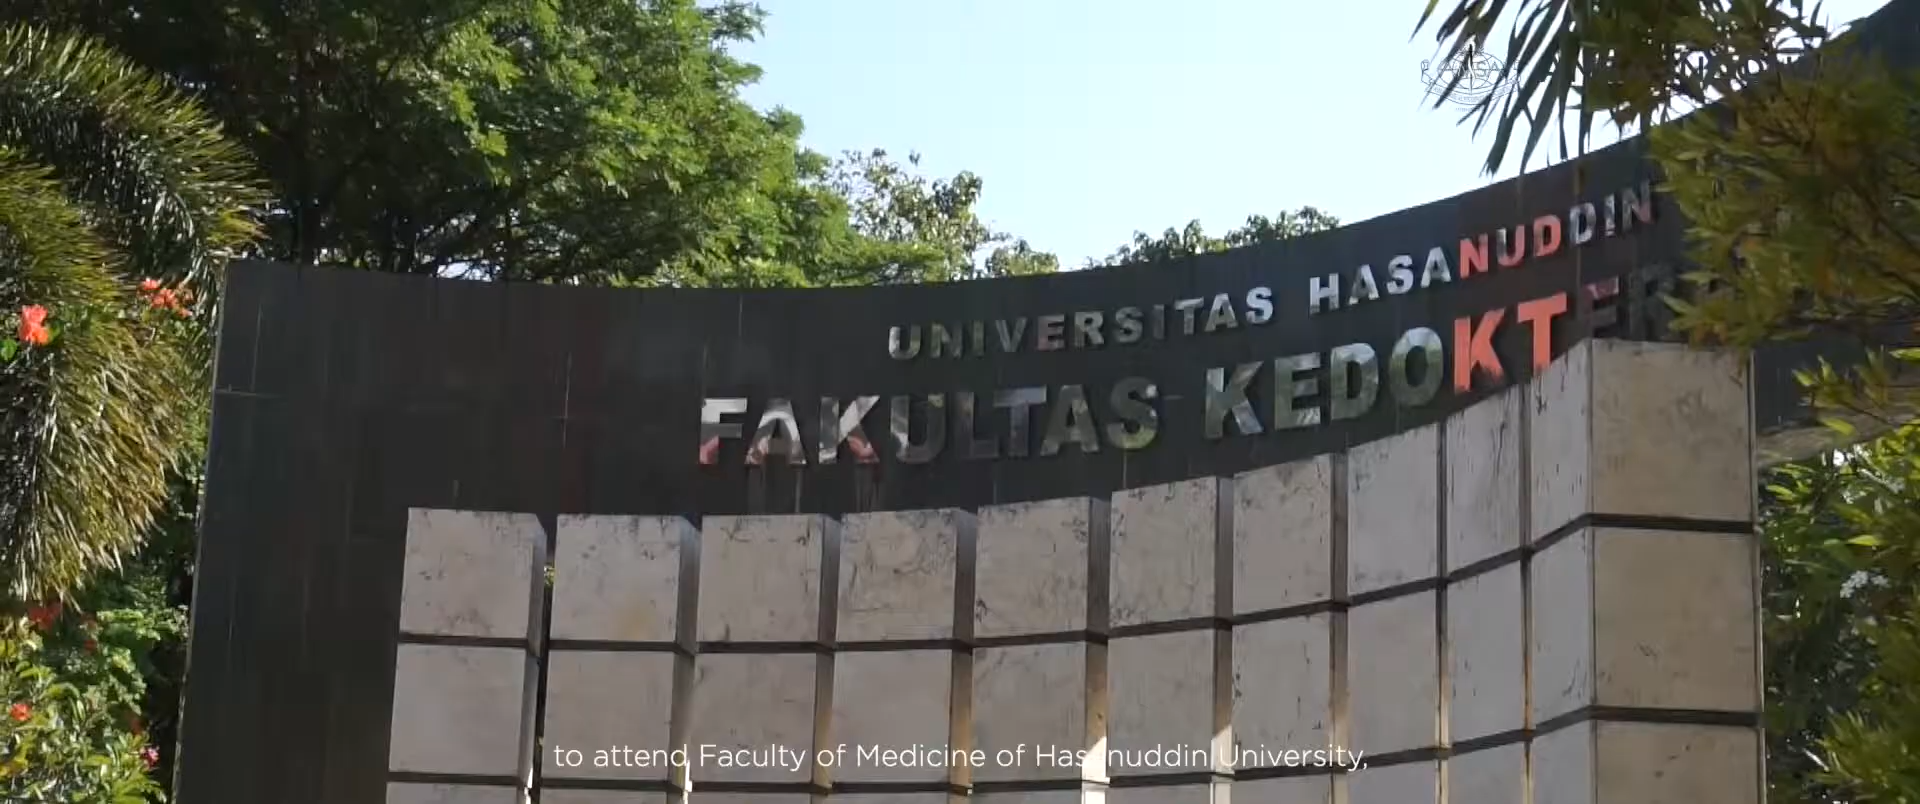 UNIVERSITAS HASANUDDIN
FAKULTAS KEDOKTER
to attend Faculty of Medicine of Hasanuddin University,